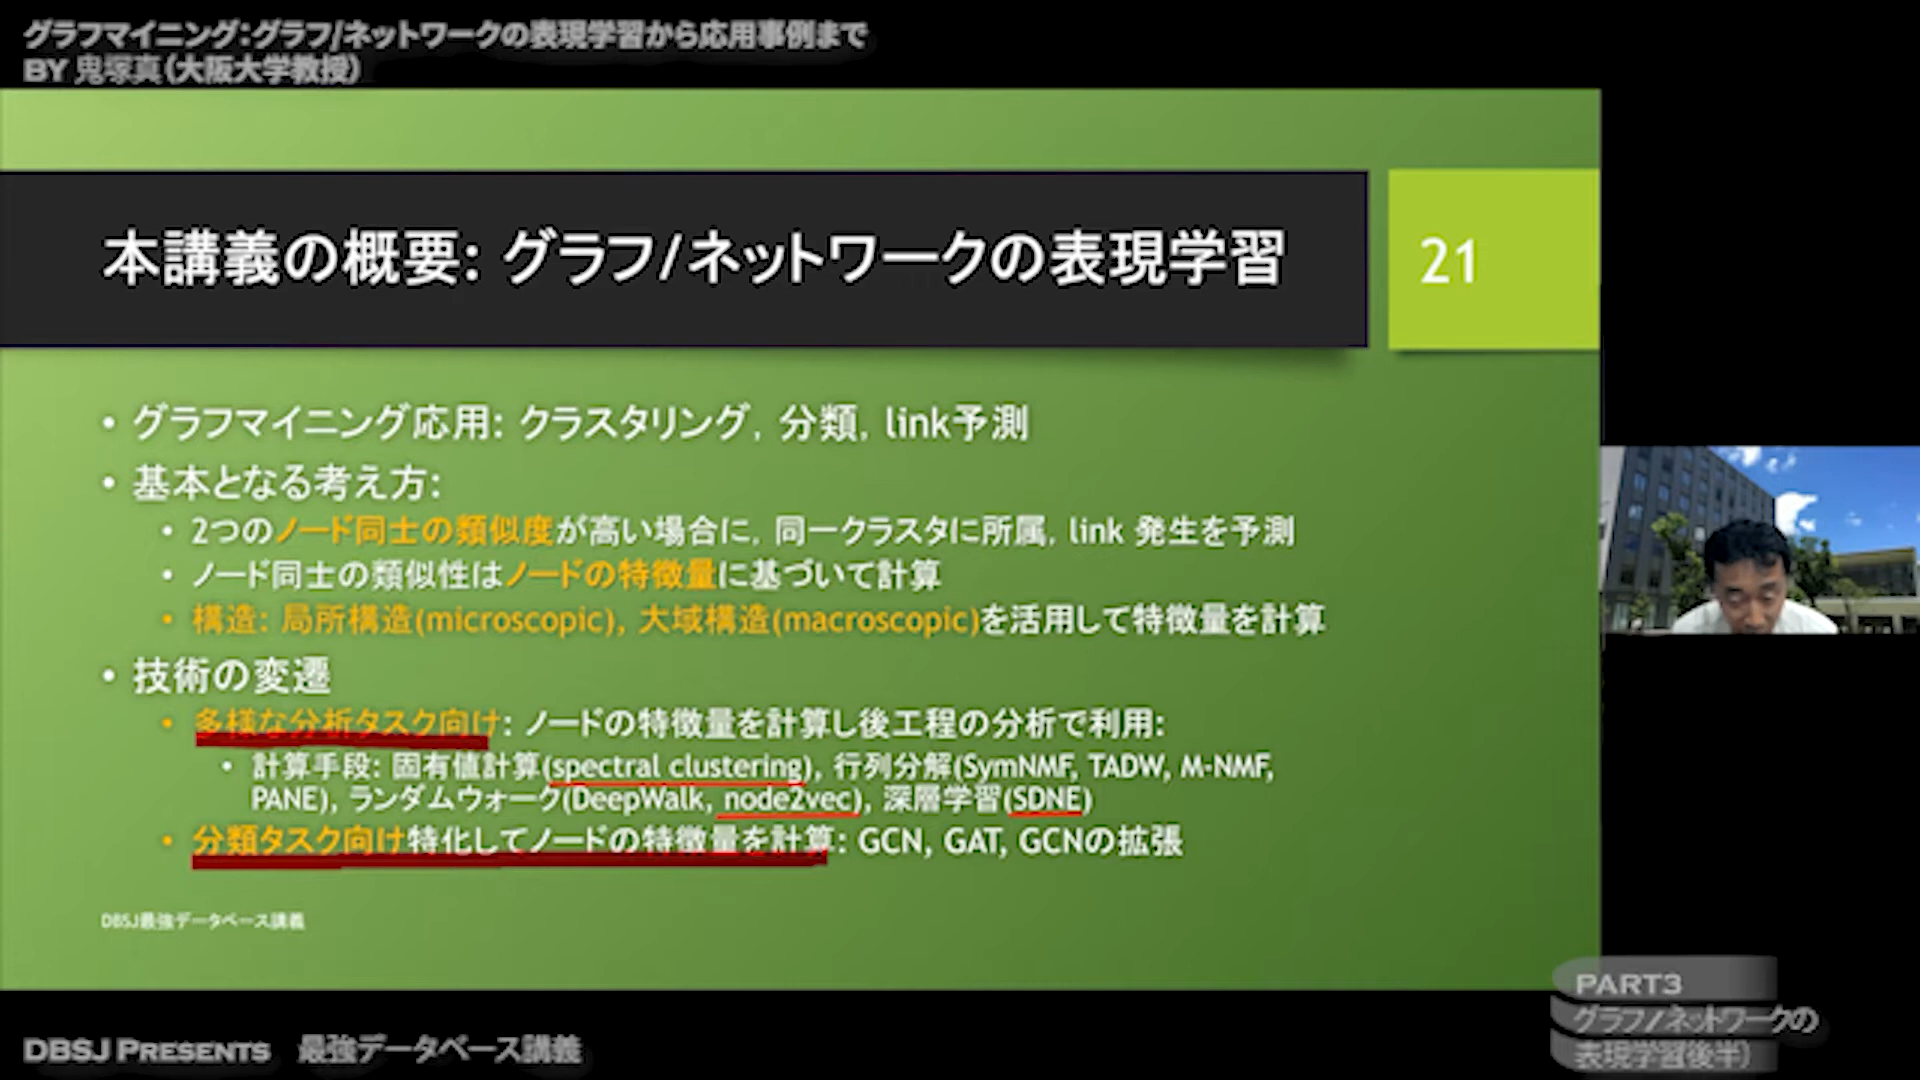 グラフマイニング：グラフ/ネットワークの表現学習から応用事例まで
BY 鬼塚真（大阪大学教授）
本講義の概要: グラフ/ネットワークの表現学習
21
• グラフマイニング応用: クラスタリング, 分類, link予測
• 基本となる考え方:
• 2つのノード同士の類似度が高い場合に, 同一クラスタに所属, link 発生を予測
• ノード同士の類似性はノードの特徴量に基づいて計算
• 構造: 局所構造(microscopic), 大域構造(macroscopic)を活用して特徴量を計算
• 技術の変遷
• 多様な分析タスク向け: ノードの特徴量を計算し後工程の分析で利用:
• 計算手段: 固有値計算(spectral clustering), 行列分解(SymNMF, TADW, M-NMF,
PANE), ランダムウォーク(DeepWalk, node2vec), 深層学習(SDNE)
• 分類タスク向け特化してノードの特徴量を計算: GCN, GAT, GCNの拡張
DBSJ最強データベース講義
PART3
グラフ/ネットワークの
表現学習(後半)
DBSJ PRESENTS 最強データベース講義